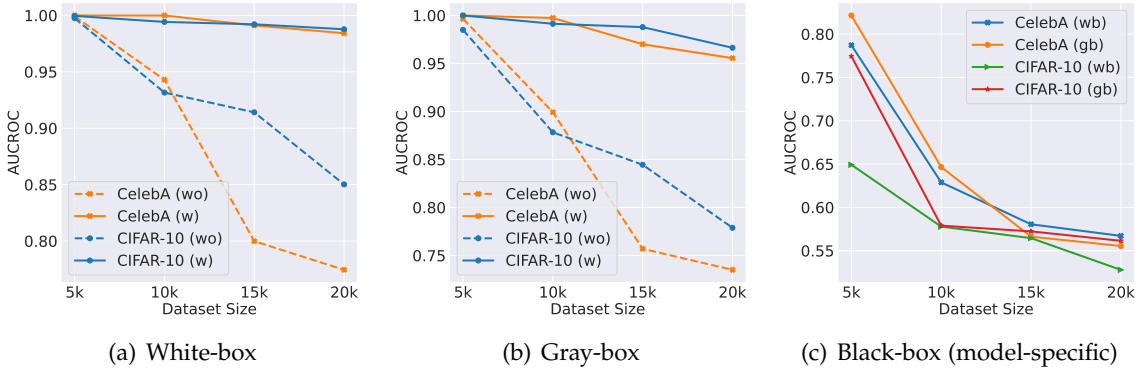 1.00
0.95
0.90
0.85
0.80
AUCROC
CelebA (wo)
CelebA (w)
CIFAR-10 (wo)
CIFAR-10 (w)
5k 10k 15k 20k
Dataset Size
(a) White-box
1.00
0.95
0.90
0.85
0.80
0.75
AUCROC
CelebA (wo)
CelebA (w)
CIFAR-10 (wo)
CIFAR-10 (w)
5k 10k 15k 20k
Dataset Size
(b) Gray-box
0.80
0.75
0.70
0.65
0.60
0.55
AUCROC
CelebA (wb)
CelebA (gb)
CIFAR-10 (wb)
CIFAR-10 (gb)
5k 10k 15k 20k
Dataset Size
(c) Black-box (model-specific)